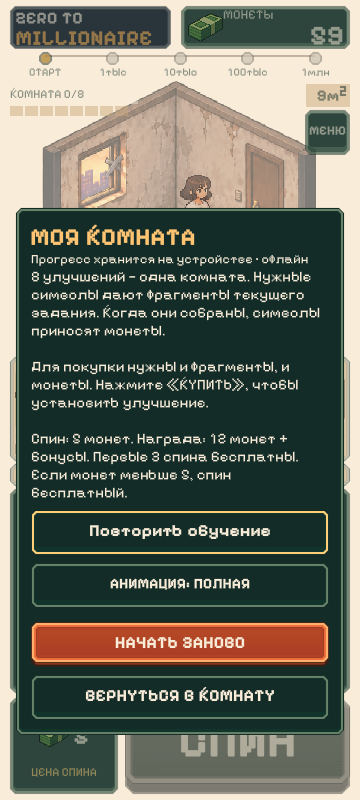 ZERO TO
MILLIONAIRE
МОНЕТЫ
99
СТАРТ
1тыс
10тыс
100тыс
1млн
КОМНАТА 0/8
9м²
МЕНЮ
МОЯ КОМНАТА
Прогресс хранится на устройстве · офлайн
8 улучшений – одна комната. Нужные
символы дают фрагменты текущего
задания. Когда они собраны, символы
приносят монеты.
Для покупки нужны и фрагменты, и
монеты. Нажмите «КУПИТЬ», чтобы
установить улучшение.
Спин: 9 монет. Награда: 12 монет +
бонусы. Первые 3 спина бесплатны.
Если монет меньше 9, спин
бесплатный.
Повторить обучение
АНИМАЦИЯ: ПОЛНАЯ
НАЧАТЬ ЗАНОВО
ВЕРНУТЬСЯ В КОМНАТУ
СПИН
ЦЕНА СПИНА